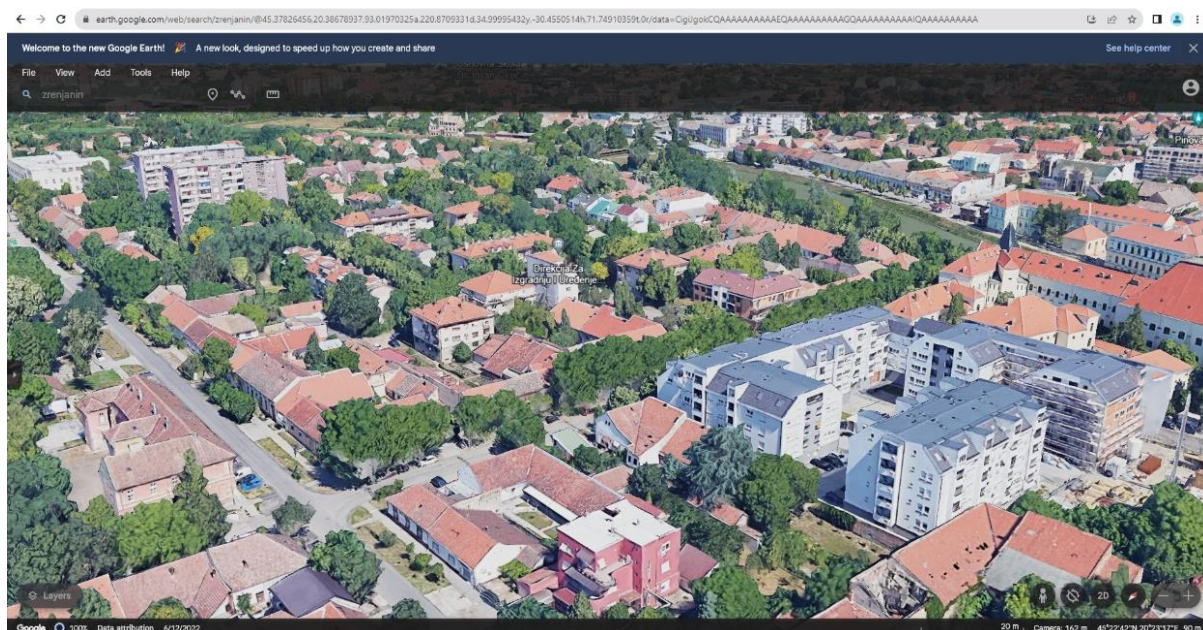 earth.google.com/web/search/zrenjanin/@45.37826456,20.38678937,93.01970325a,220.8709331d,34.99995432y,-30.4550514h,71.74910359t,0r/data=CigiJgokCQAAAAAAAAAAEQAAAAAAAAAAGQAAAAAAAAAAIQAAAAAAAAAA
Welcome to the new Google Earth! 🎉 A new look, designed to speed up how you create and share
See help center
File View Add Tools Help
zrenjanin
Pinova
Direkcija Za
Izgradnju I Uređenje
Layers
2D
Google 100% Data attribution 6/12/2022
20 m Camera: 162 m 45°22'42"N 20°23'17"E 90 m